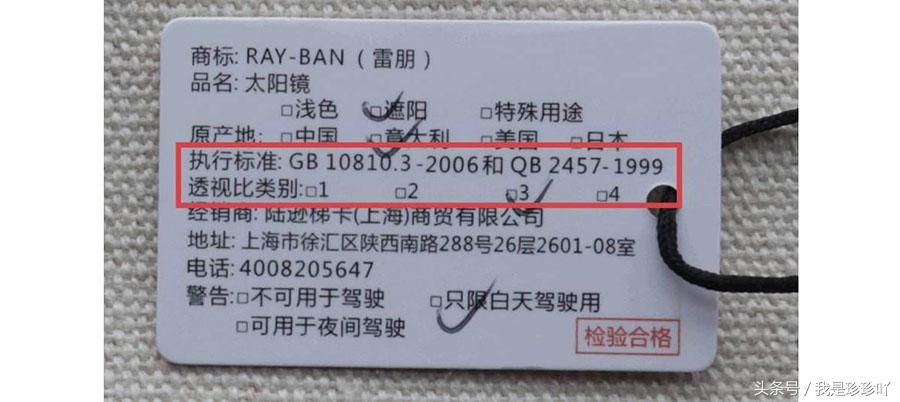 商标: RAY-BAN（雷朋）
品名: 太阳镜
□浅色 □遮阳 □特殊用途
原产地: □中国 □意大利 □美国 □日本
执行标准: GB 10810.3-2006和QB 2457-1999
透视比类别:□1 □2 □3 □4
经销商: 陆逊梯卡(上海)商贸有限公司
地址: 上海市徐汇区陕西南路288号26层2601-08室
电话: 4008205647
警告:□不可用于驾驶 □只限白天驾驶用
□可用于夜间驾驶
检验合格
头条号 / 我是珍珍吖